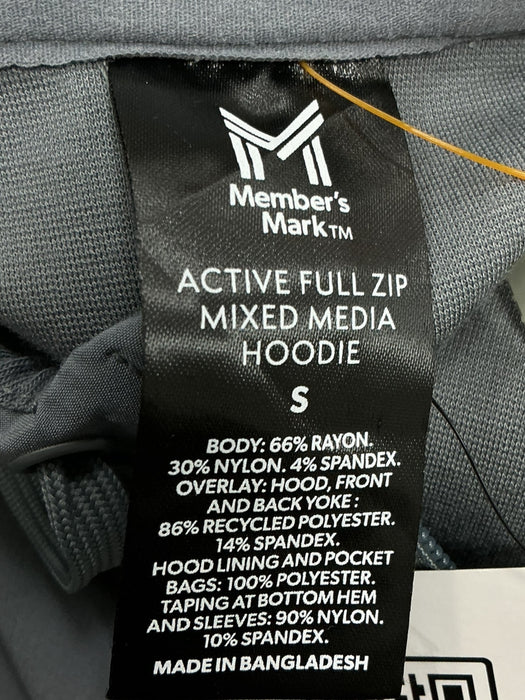 Member's
Mark™
ACTIVE FULL ZIP
MIXED MEDIA
HOODIE
S
BODY: 66% RAYON.
30% NYLON. 4% SPANDEX.
OVERLAY: HOOD, FRONT
AND BACK YOKE :
86% RECYCLED POLYESTER.
14% SPANDEX.
HOOD LINING AND POCKET
BAGS: 100% POLYESTER.
TAPING AT BOTTOM HEM
AND SLEEVES: 90% NYLON.
10% SPANDEX.
MADE IN BANGLADESH